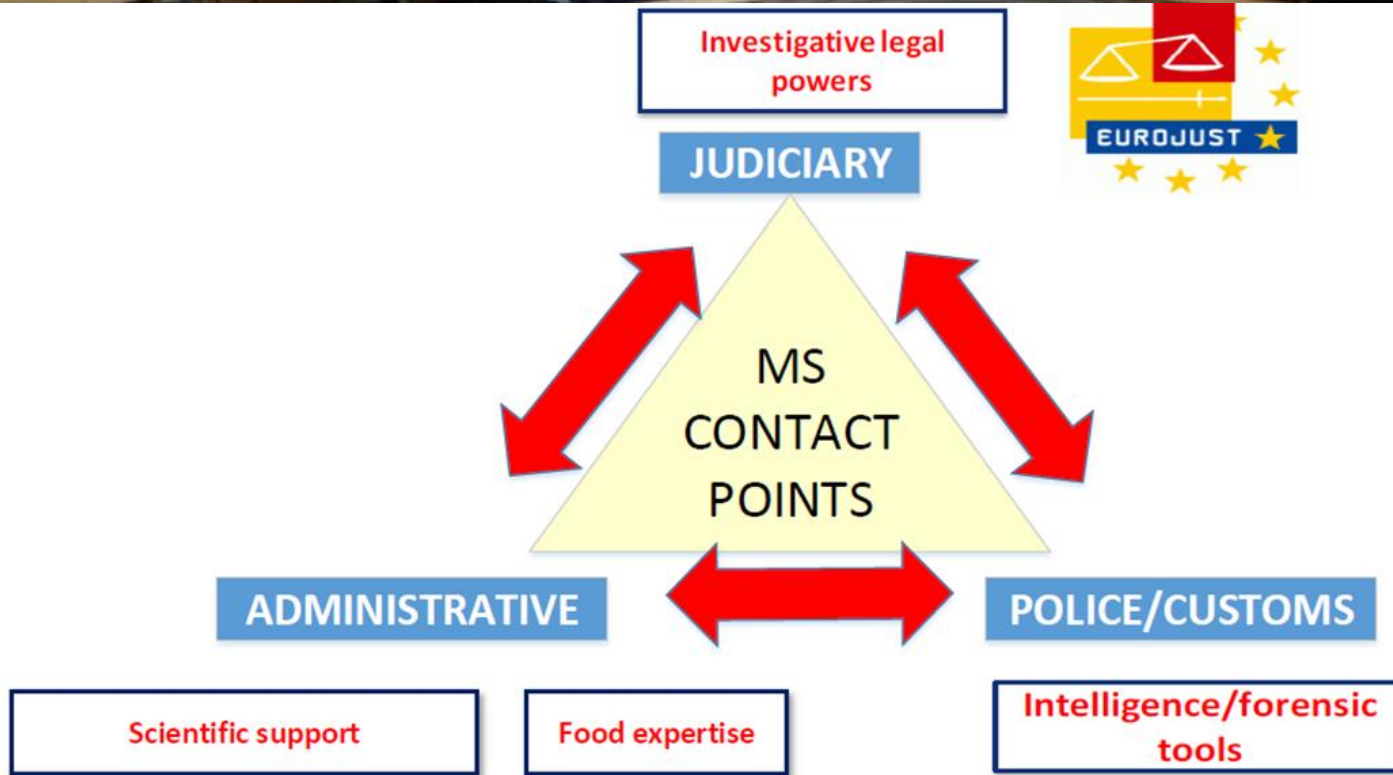 Investigative legal
powers
EUROJUST
JUDICIARY
MS
CONTACT
POINTS
ADMINISTRATIVE
POLICE/CUSTOMS
Scientific support
Food expertise
Intelligence/forensic
tools